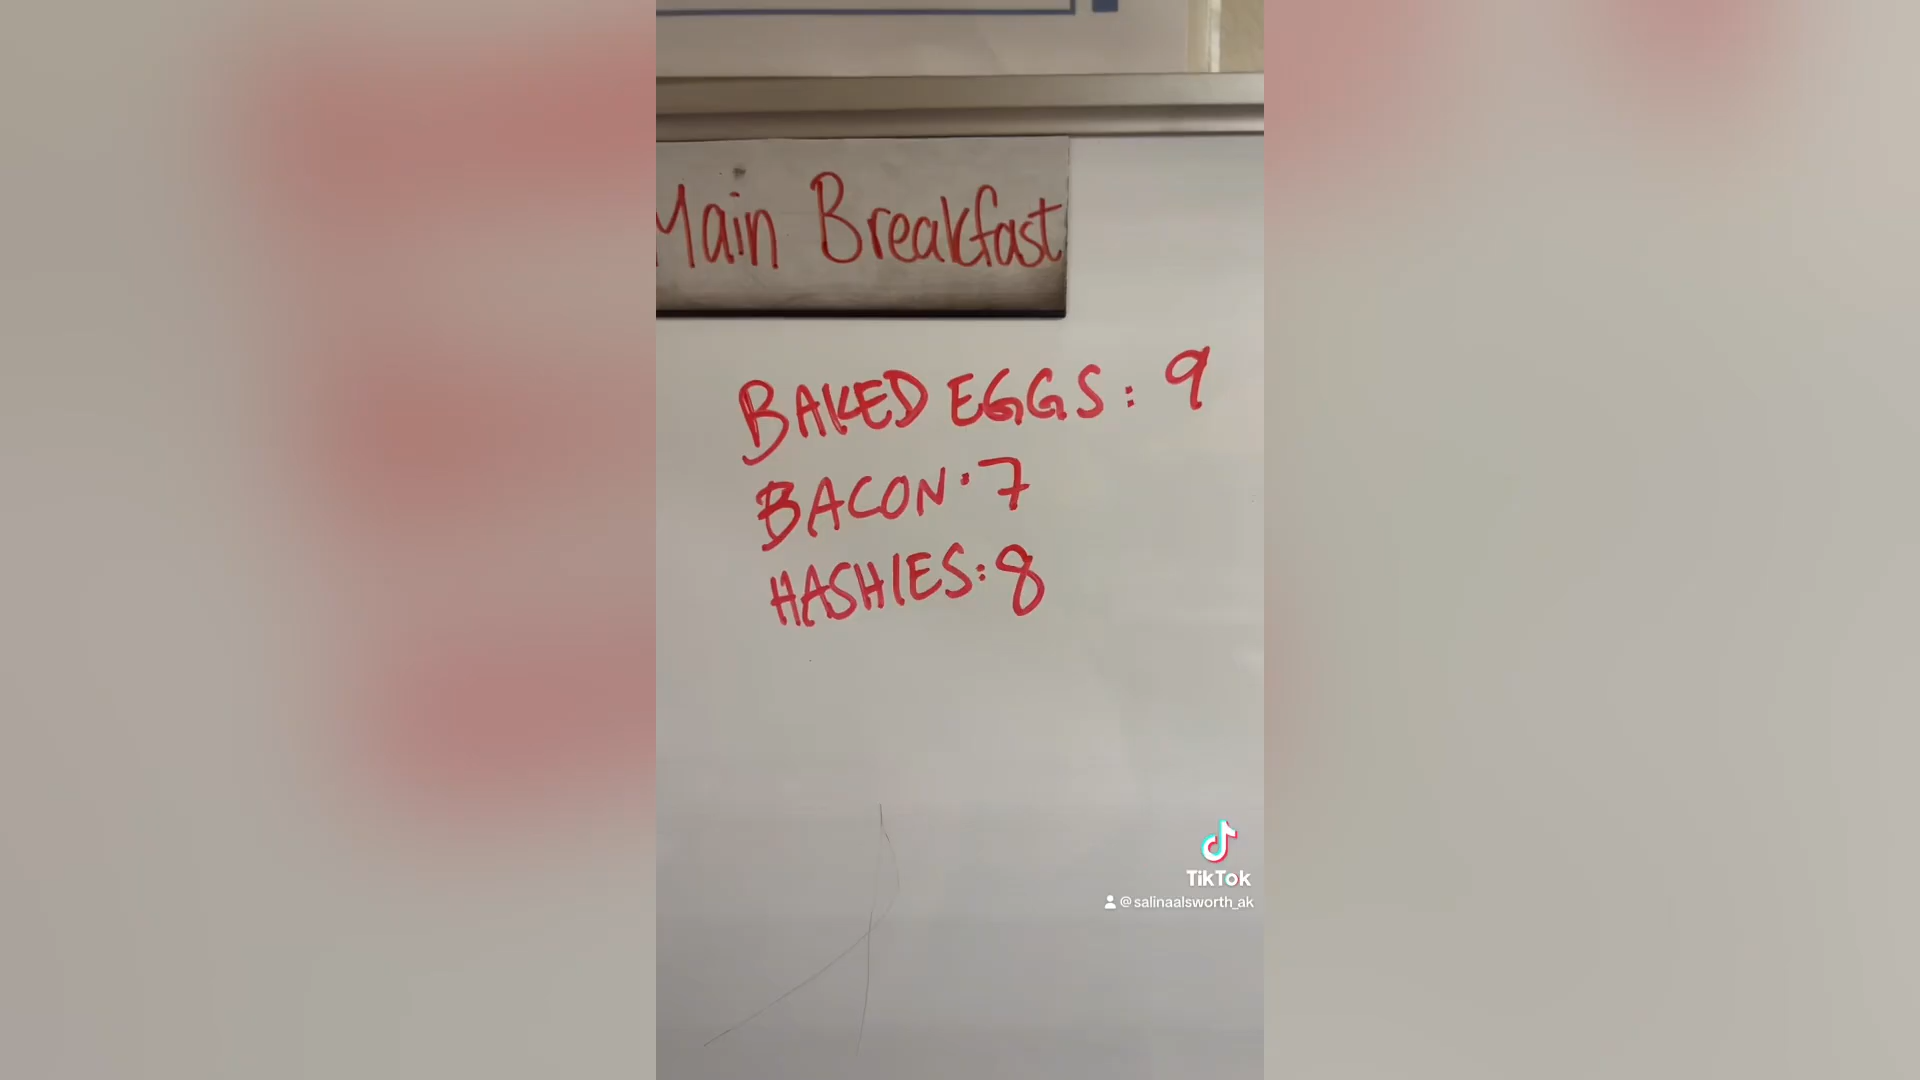 Main Breakfast
BAKED EGGS: 9
BACON: 7
HASHIES: 8
TikTok
@salinaalsworth_ak